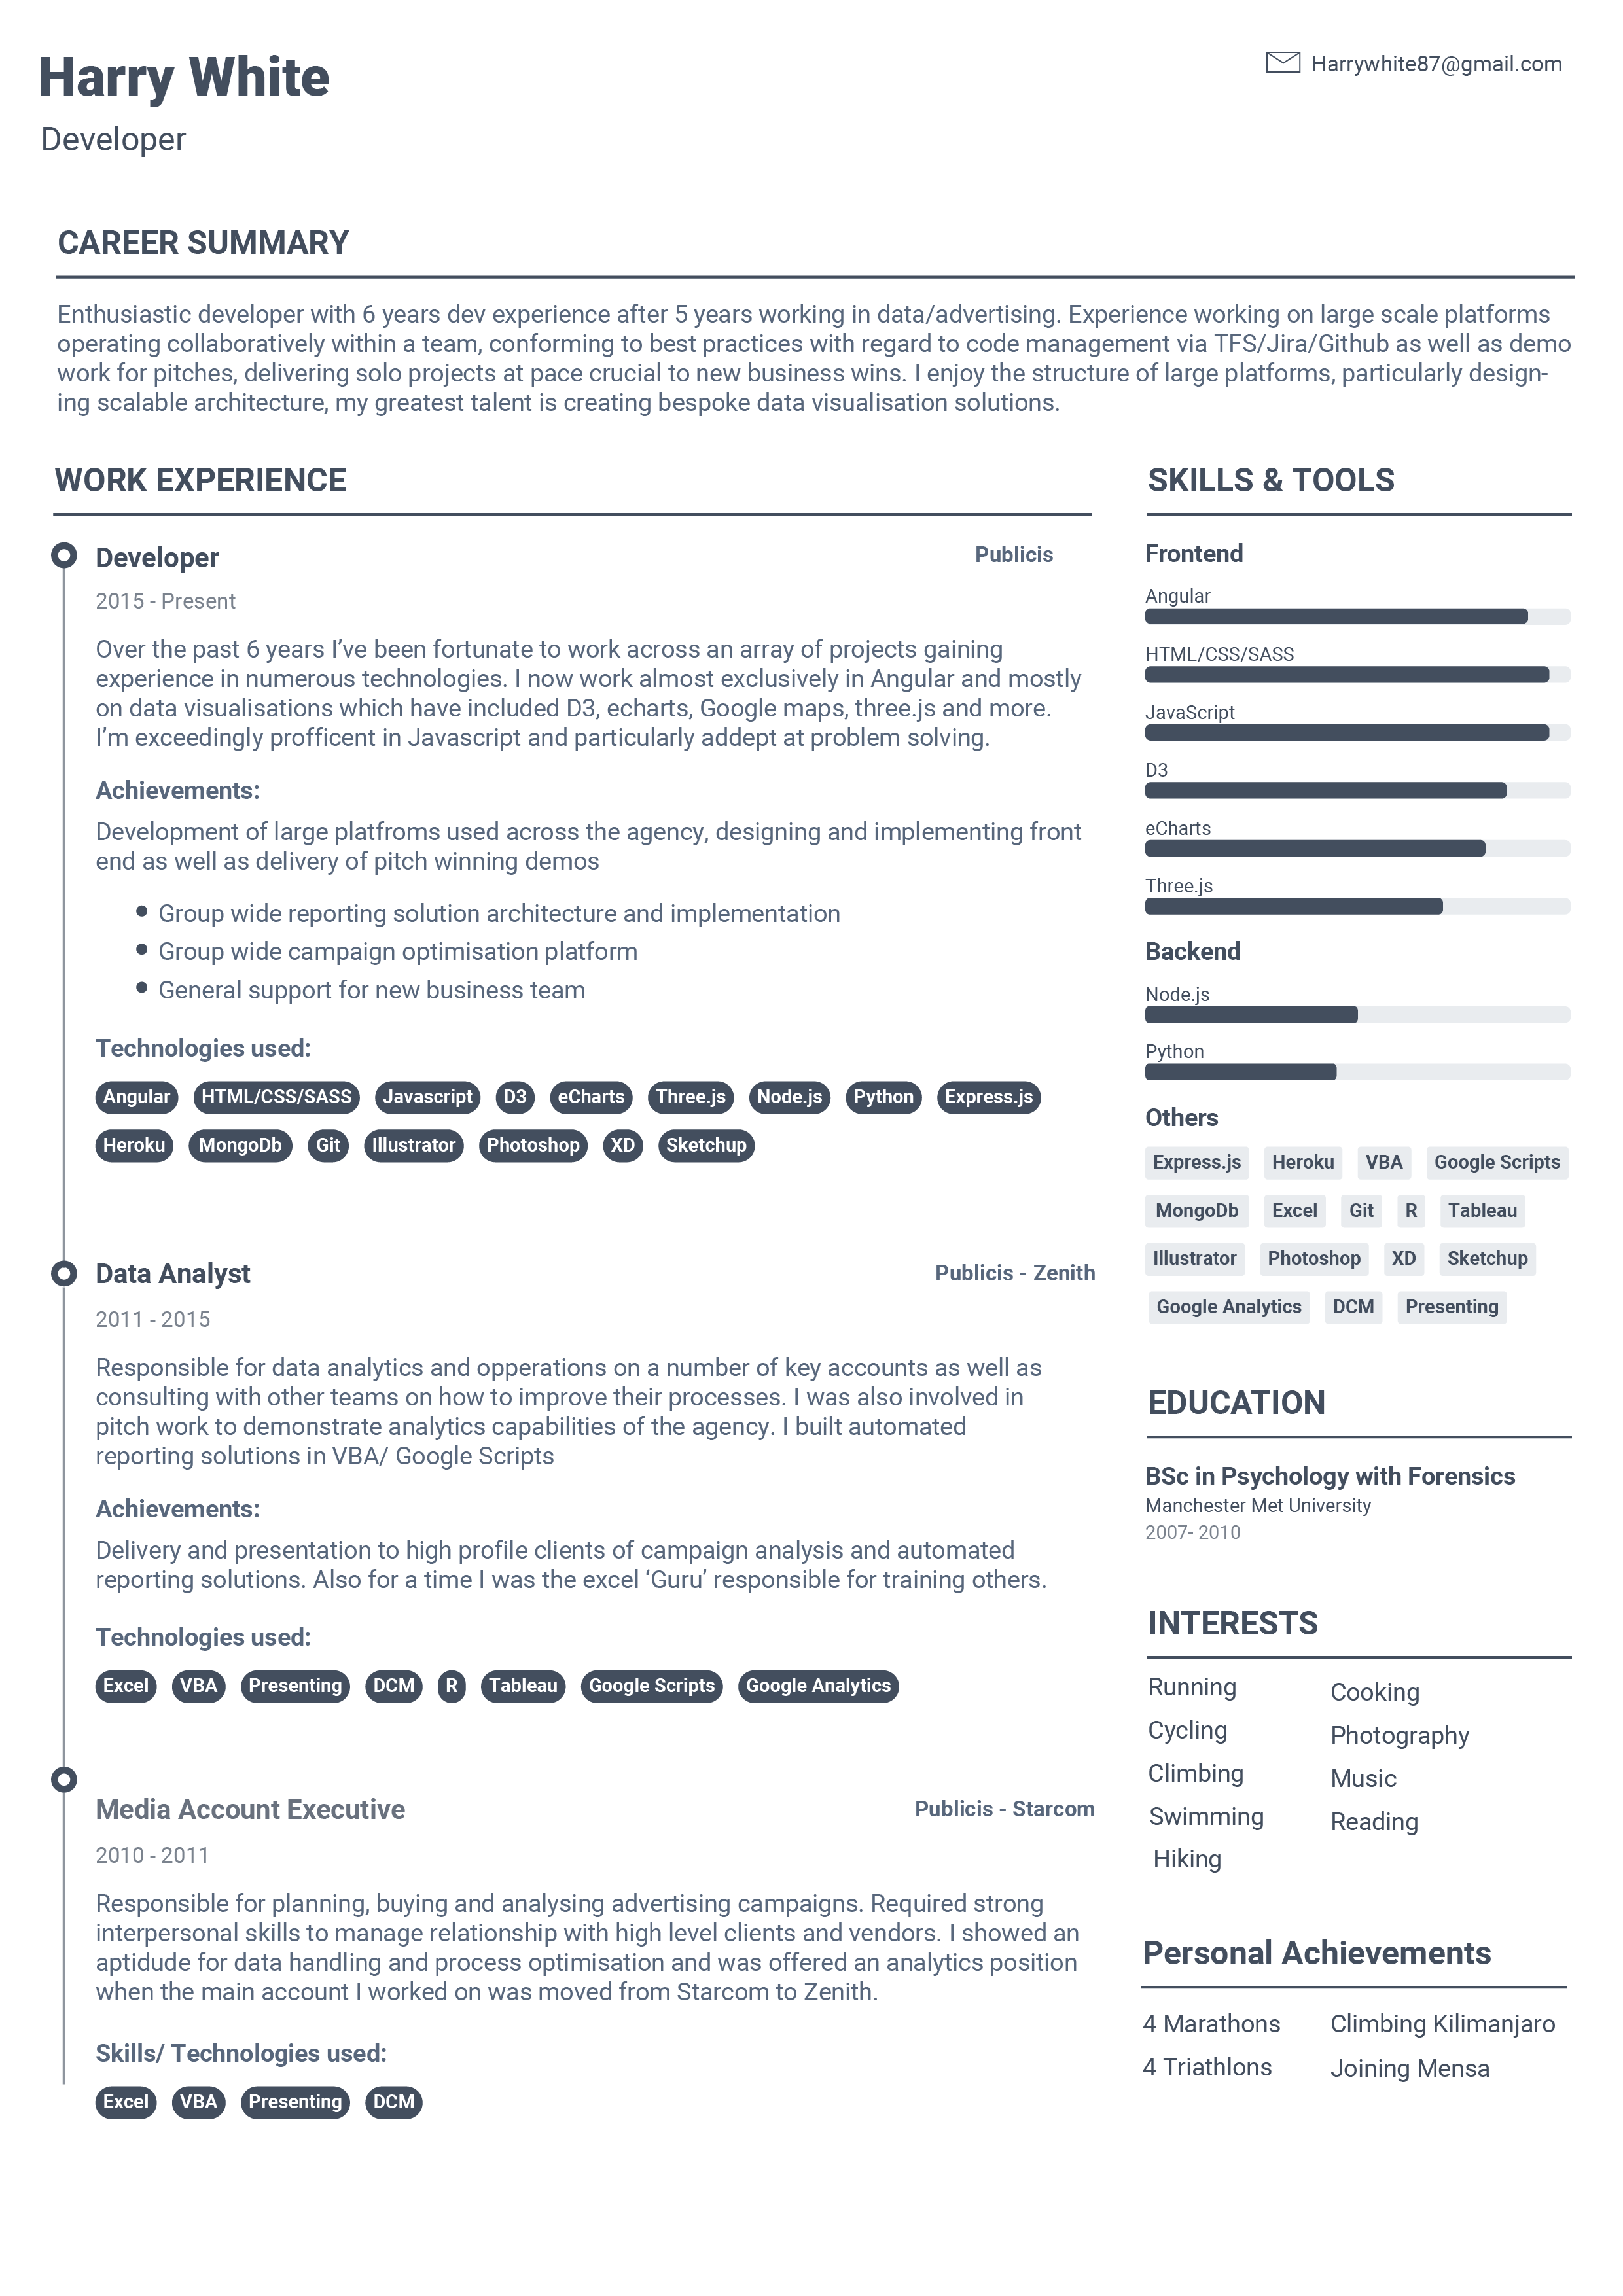 Harry White
Harrywhite87@gmail.com
Developer
CAREER SUMMARY
Enthusiastic developer with 6 years dev experience after 5 years working in data/advertising. Experience working on large scale platforms
operating collaboratively within a team, conforming to best practices with regard to code management via TFS/Jira/Github as well as demo
work for pitches, delivering solo projects at pace crucial to new business wins. I enjoy the structure of large platforms, particularly design-
ing scalable architecture, my greatest talent is creating bespoke data visualisation solutions.
WORK EXPERIENCE
Developer
Publicis
2015 - Present
Over the past 6 years I’ve been fortunate to work across an array of projects gaining
experience in numerous technologies. I now work almost exclusively in Angular and mostly
on data visualisations which have included D3, echarts, Google maps, three.js and more.
I’m exceedingly profficent in Javascript and particularly addept at problem solving.
Achievements:
Development of large platfroms used across the agency, designing and implementing front
end as well as delivery of pitch winning demos
Group wide reporting solution architecture and implementation
Group wide campaign optimisation platform
General support for new business team
Technologies used:
Angular HTML/CSS/SASS Javascript D3 eCharts Three.js Node.js Python Express.js
Heroku MongoDb Git Illustrator Photoshop XD Sketchup
Data Analyst
Publicis - Zenith
2011 - 2015
Responsible for data analytics and opperations on a number of key accounts as well as
consulting with other teams on how to improve their processes. I was also involved in
pitch work to demonstrate analytics capabilities of the agency. I built automated
reporting solutions in VBA/ Google Scripts
Achievements:
Delivery and presentation to high profile clients of campaign analysis and automated
reporting solutions. Also for a time I was the excel ‘Guru’ responsible for training others.
Technologies used:
Excel VBA Presenting DCM R Tableau Google Scripts Google Analytics
Media Account Executive
Publicis - Starcom
2010 - 2011
Responsible for planning, buying and analysing advertising campaigns. Required strong
interpersonal skills to manage relationship with high level clients and vendors. I showed an
aptidude for data handling and process optimisation and was offered an analytics position
when the main account I worked on was moved from Starcom to Zenith.
Skills/ Technologies used:
Excel VBA Presenting DCM
SKILLS & TOOLS
Frontend
Angular
HTML/CSS/SASS
JavaScript
D3
eCharts
Three.js
Backend
Node.js
Python
Others
Express.js Heroku VBA Google Scripts
MongoDb Excel Git R Tableau
Illustrator Photoshop XD Sketchup
Google Analytics DCM Presenting
EDUCATION
BSc in Psychology with Forensics
Manchester Met University
2007- 2010
INTERESTS
Running
Cycling
Climbing
Swimming
Hiking
Cooking
Photography
Music
Reading
Personal Achievements
4 Marathons
4 Triathlons
Climbing Kilimanjaro
Joining Mensa